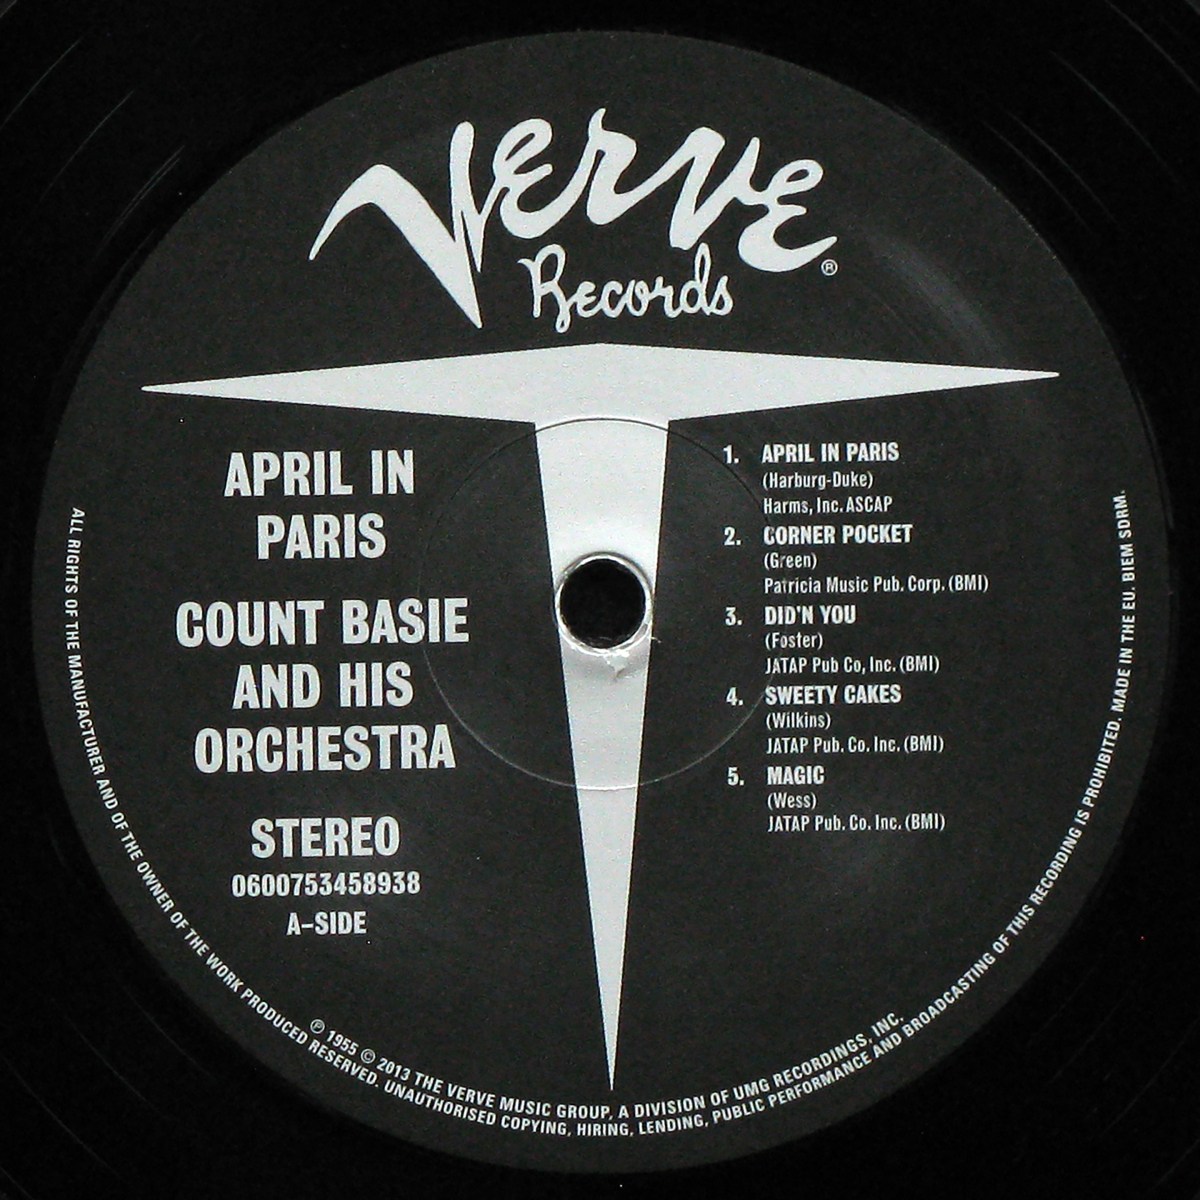 Verve
Records
®
APRIL IN
PARIS
COUNT BASIE
AND HIS
ORCHESTRA
STEREO
0600753458938
A-SIDE
1. APRIL IN PARIS
(Harburg-Duke)
Harms, Inc. ASCAP
2. CORNER POCKET
(Green)
Patricia Music Pub. Corp. (BMI)
3. DID'N YOU
(Foster)
JATAP Pub Co, Inc. (BMI)
4. SWEETY CAKES
(Wilkins)
JATAP Pub. Co. Inc. (BMI)
5. MAGIC
(Wess)
JATAP Pub. Co. Inc. (BMI)
℗ 1955 © 2013 THE VERVE MUSIC GROUP, A DIVISION OF UMG RECORDINGS, INC.
ALL RIGHTS OF THE MANUFACTURER AND OF THE OWNER OF THE WORK PRODUCED RESERVED. UNAUTHORISED COPYING, HIRING, LENDING, PUBLIC PERFORMANCE AND BROADCASTING OF THIS RECORDING IS PROHIBITED. MADE IN THE EU. BIEM SDRM.